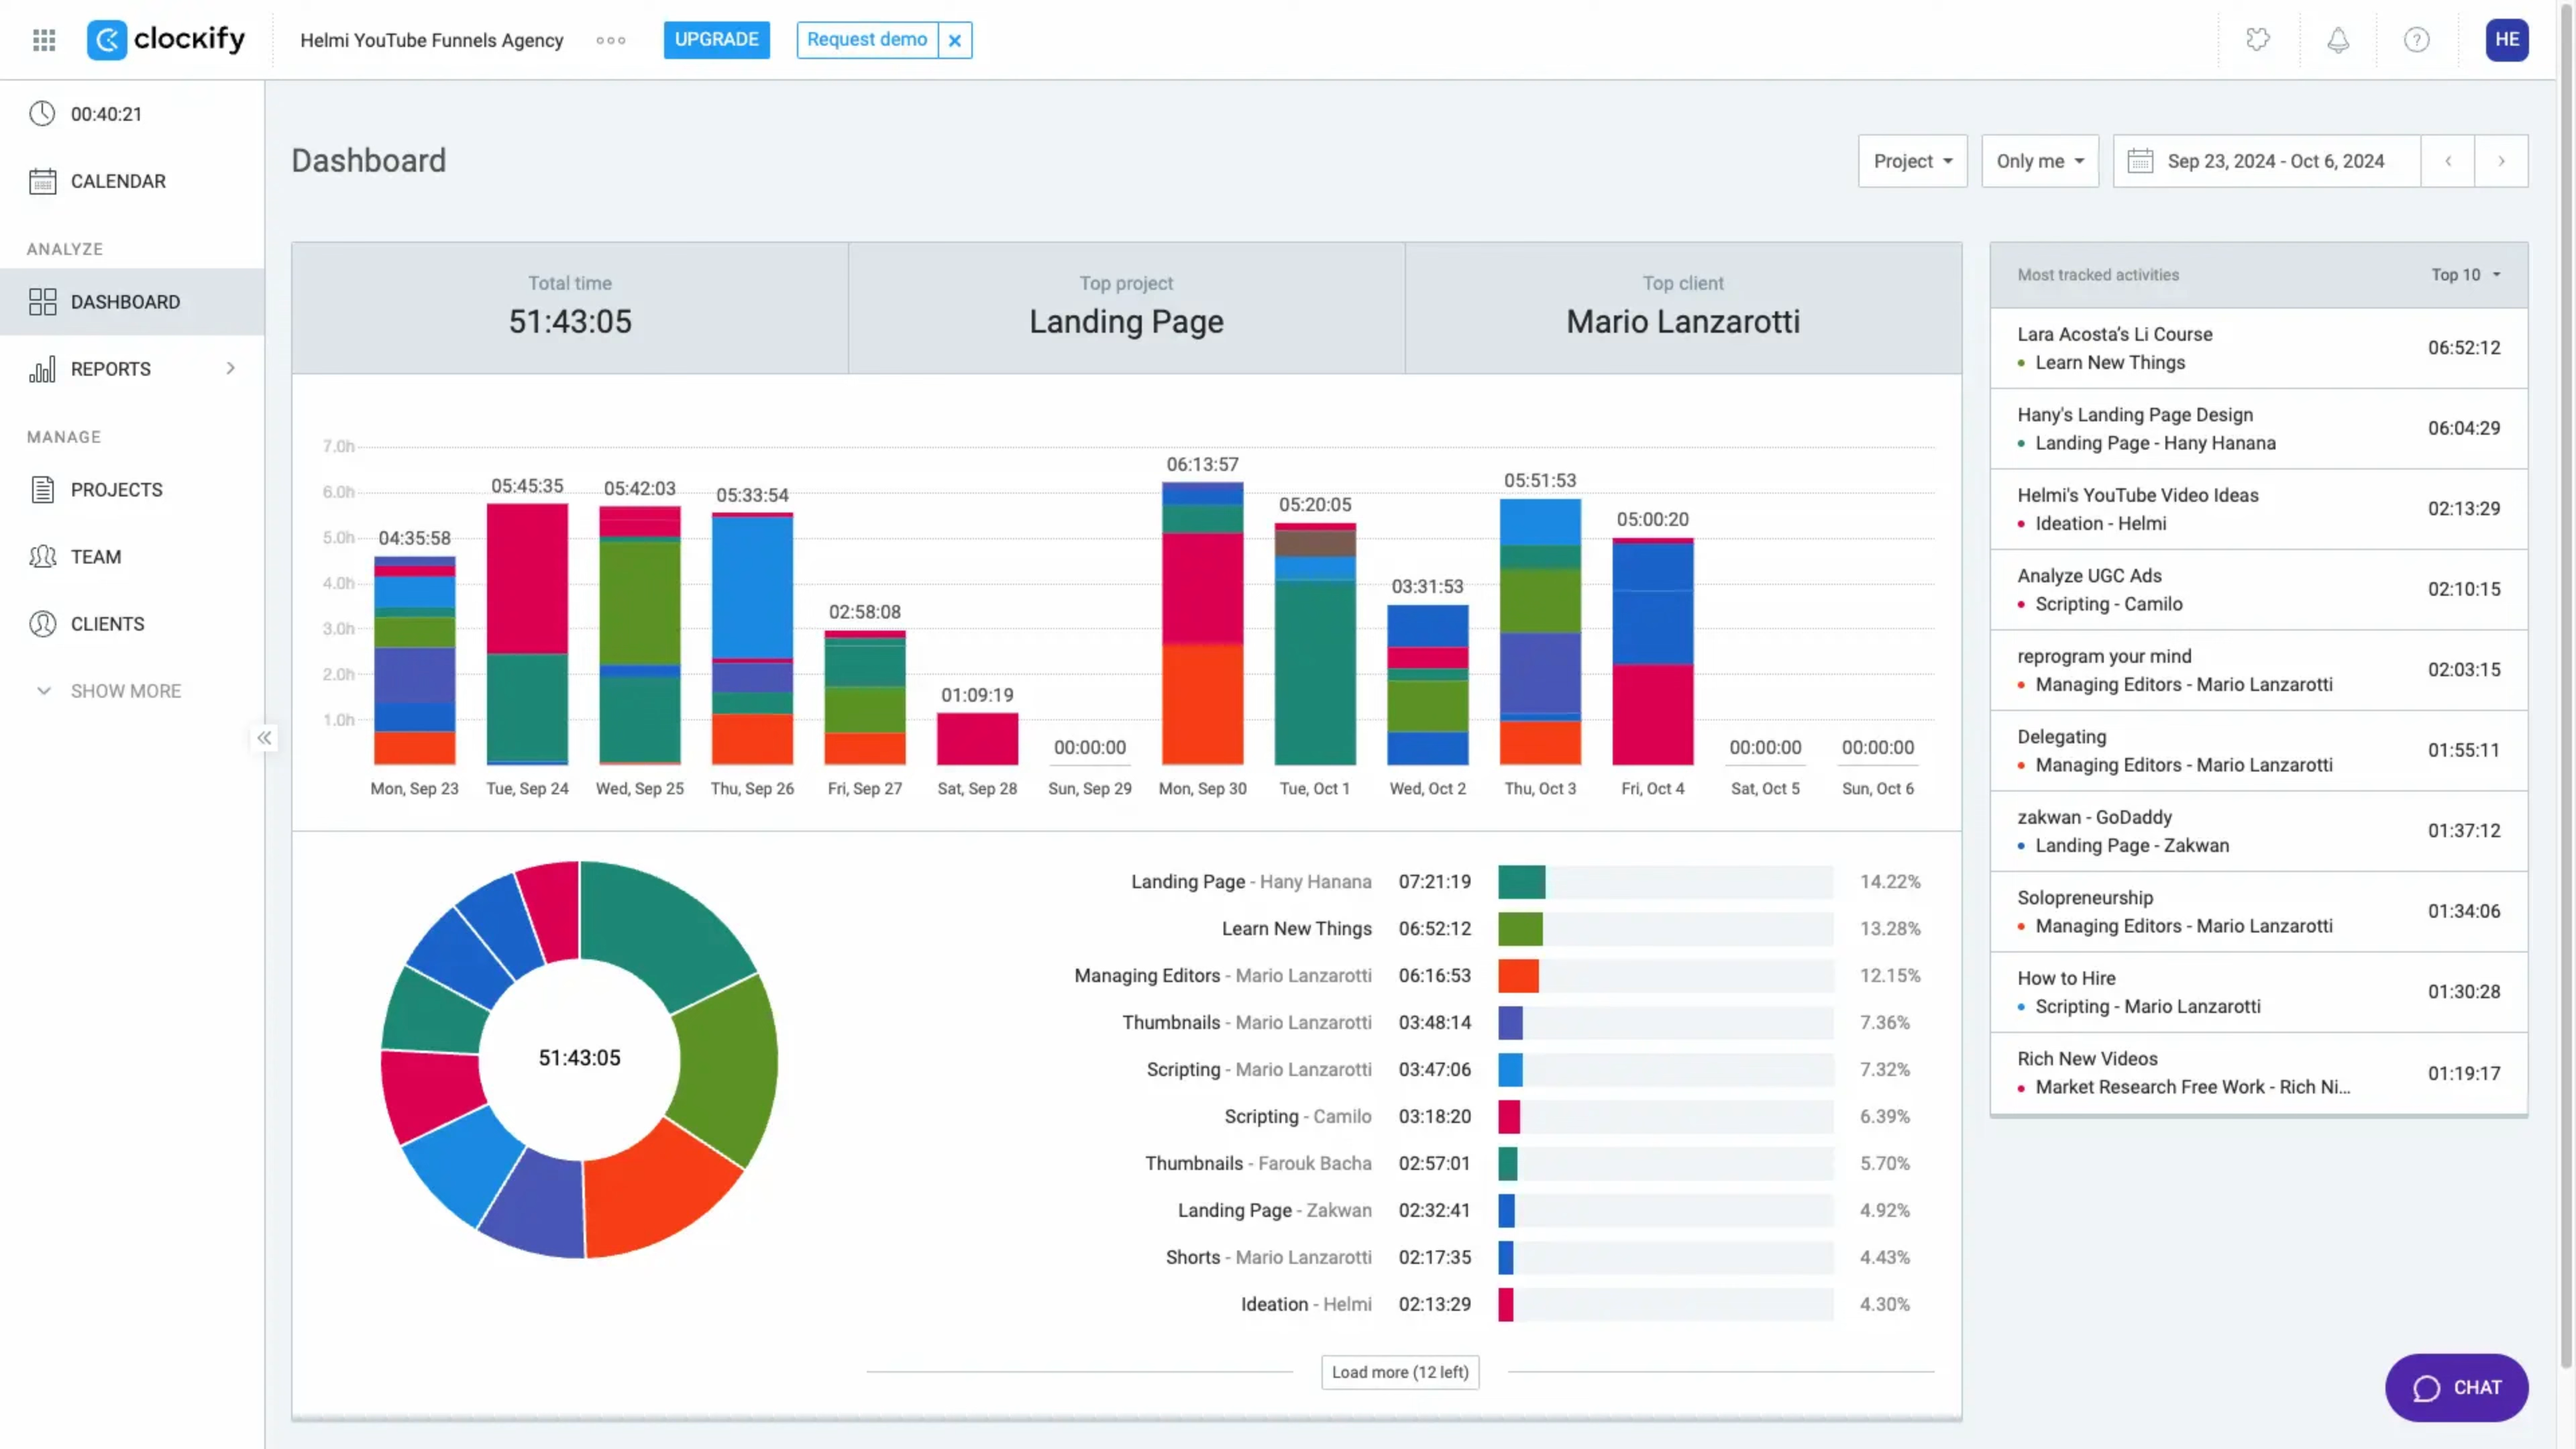 clockify
Helmi YouTube Funnels Agency
UPGRADE
Request demo
HE
00:40:21
CALENDAR
ANALYZE
DASHBOARD
REPORTS
MANAGE
PROJECTS
TEAM
CLIENTS
SHOW MORE
Dashboard
Project
Only me
Sep 23, 2024 - Oct 6, 2024
Total time
51:43:05
Top project
Landing Page
Top client
Mario Lanzarotti
7.0h
6.0h
5.0h
4.0h
3.0h
2.0h
1.0h
04:35:58
05:45:35
05:42:03
05:33:54
02:58:08
01:09:19
00:00:00
06:13:57
05:20:05
03:31:53
05:51:53
05:00:20
00:00:00
00:00:00
Mon, Sep 23
Tue, Sep 24
Wed, Sep 25
Thu, Sep 26
Fri, Sep 27
Sat, Sep 28
Sun, Sep 29
Mon, Sep 30
Tue, Oct 1
Wed, Oct 2
Thu, Oct 3
Fri, Oct 4
Sat, Oct 5
Sun, Oct 6
51:43:05
Landing Page - Hany Hanana 07:21:19 14.22%
Learn New Things 06:52:12 13.28%
Managing Editors - Mario Lanzarotti 06:16:53 12.15%
Thumbnails - Mario Lanzarotti 03:48:14 7.36%
Scripting - Mario Lanzarotti 03:47:06 7.32%
Scripting - Camilo 03:18:20 6.39%
Thumbnails - Farouk Bacha 02:57:01 5.70%
Landing Page - Zakwan 02:32:41 4.92%
Shorts - Mario Lanzarotti 02:17:35 4.43%
Ideation - Helmi 02:13:29 4.30%
Load more (12 left)
Most tracked activities
Top 10
Lara Acosta's Li Course
Learn New Things
06:52:12
Hany's Landing Page Design
Landing Page - Hany Hanana
06:04:29
Helmi's YouTube Video Ideas
Ideation - Helmi
02:13:29
Analyze UGC Ads
Scripting - Camilo
02:10:15
reprogram your mind
Managing Editors - Mario Lanzarotti
02:03:15
Delegating
Managing Editors - Mario Lanzarotti
01:55:11
zakwan - GoDaddy
Landing Page - Zakwan
01:37:12
Solopreneurship
Managing Editors - Mario Lanzarotti
01:34:06
How to Hire
Scripting - Mario Lanzarotti
01:30:28
Rich New Videos
Market Research Free Work - Rich Ni...
01:19:17
CHAT